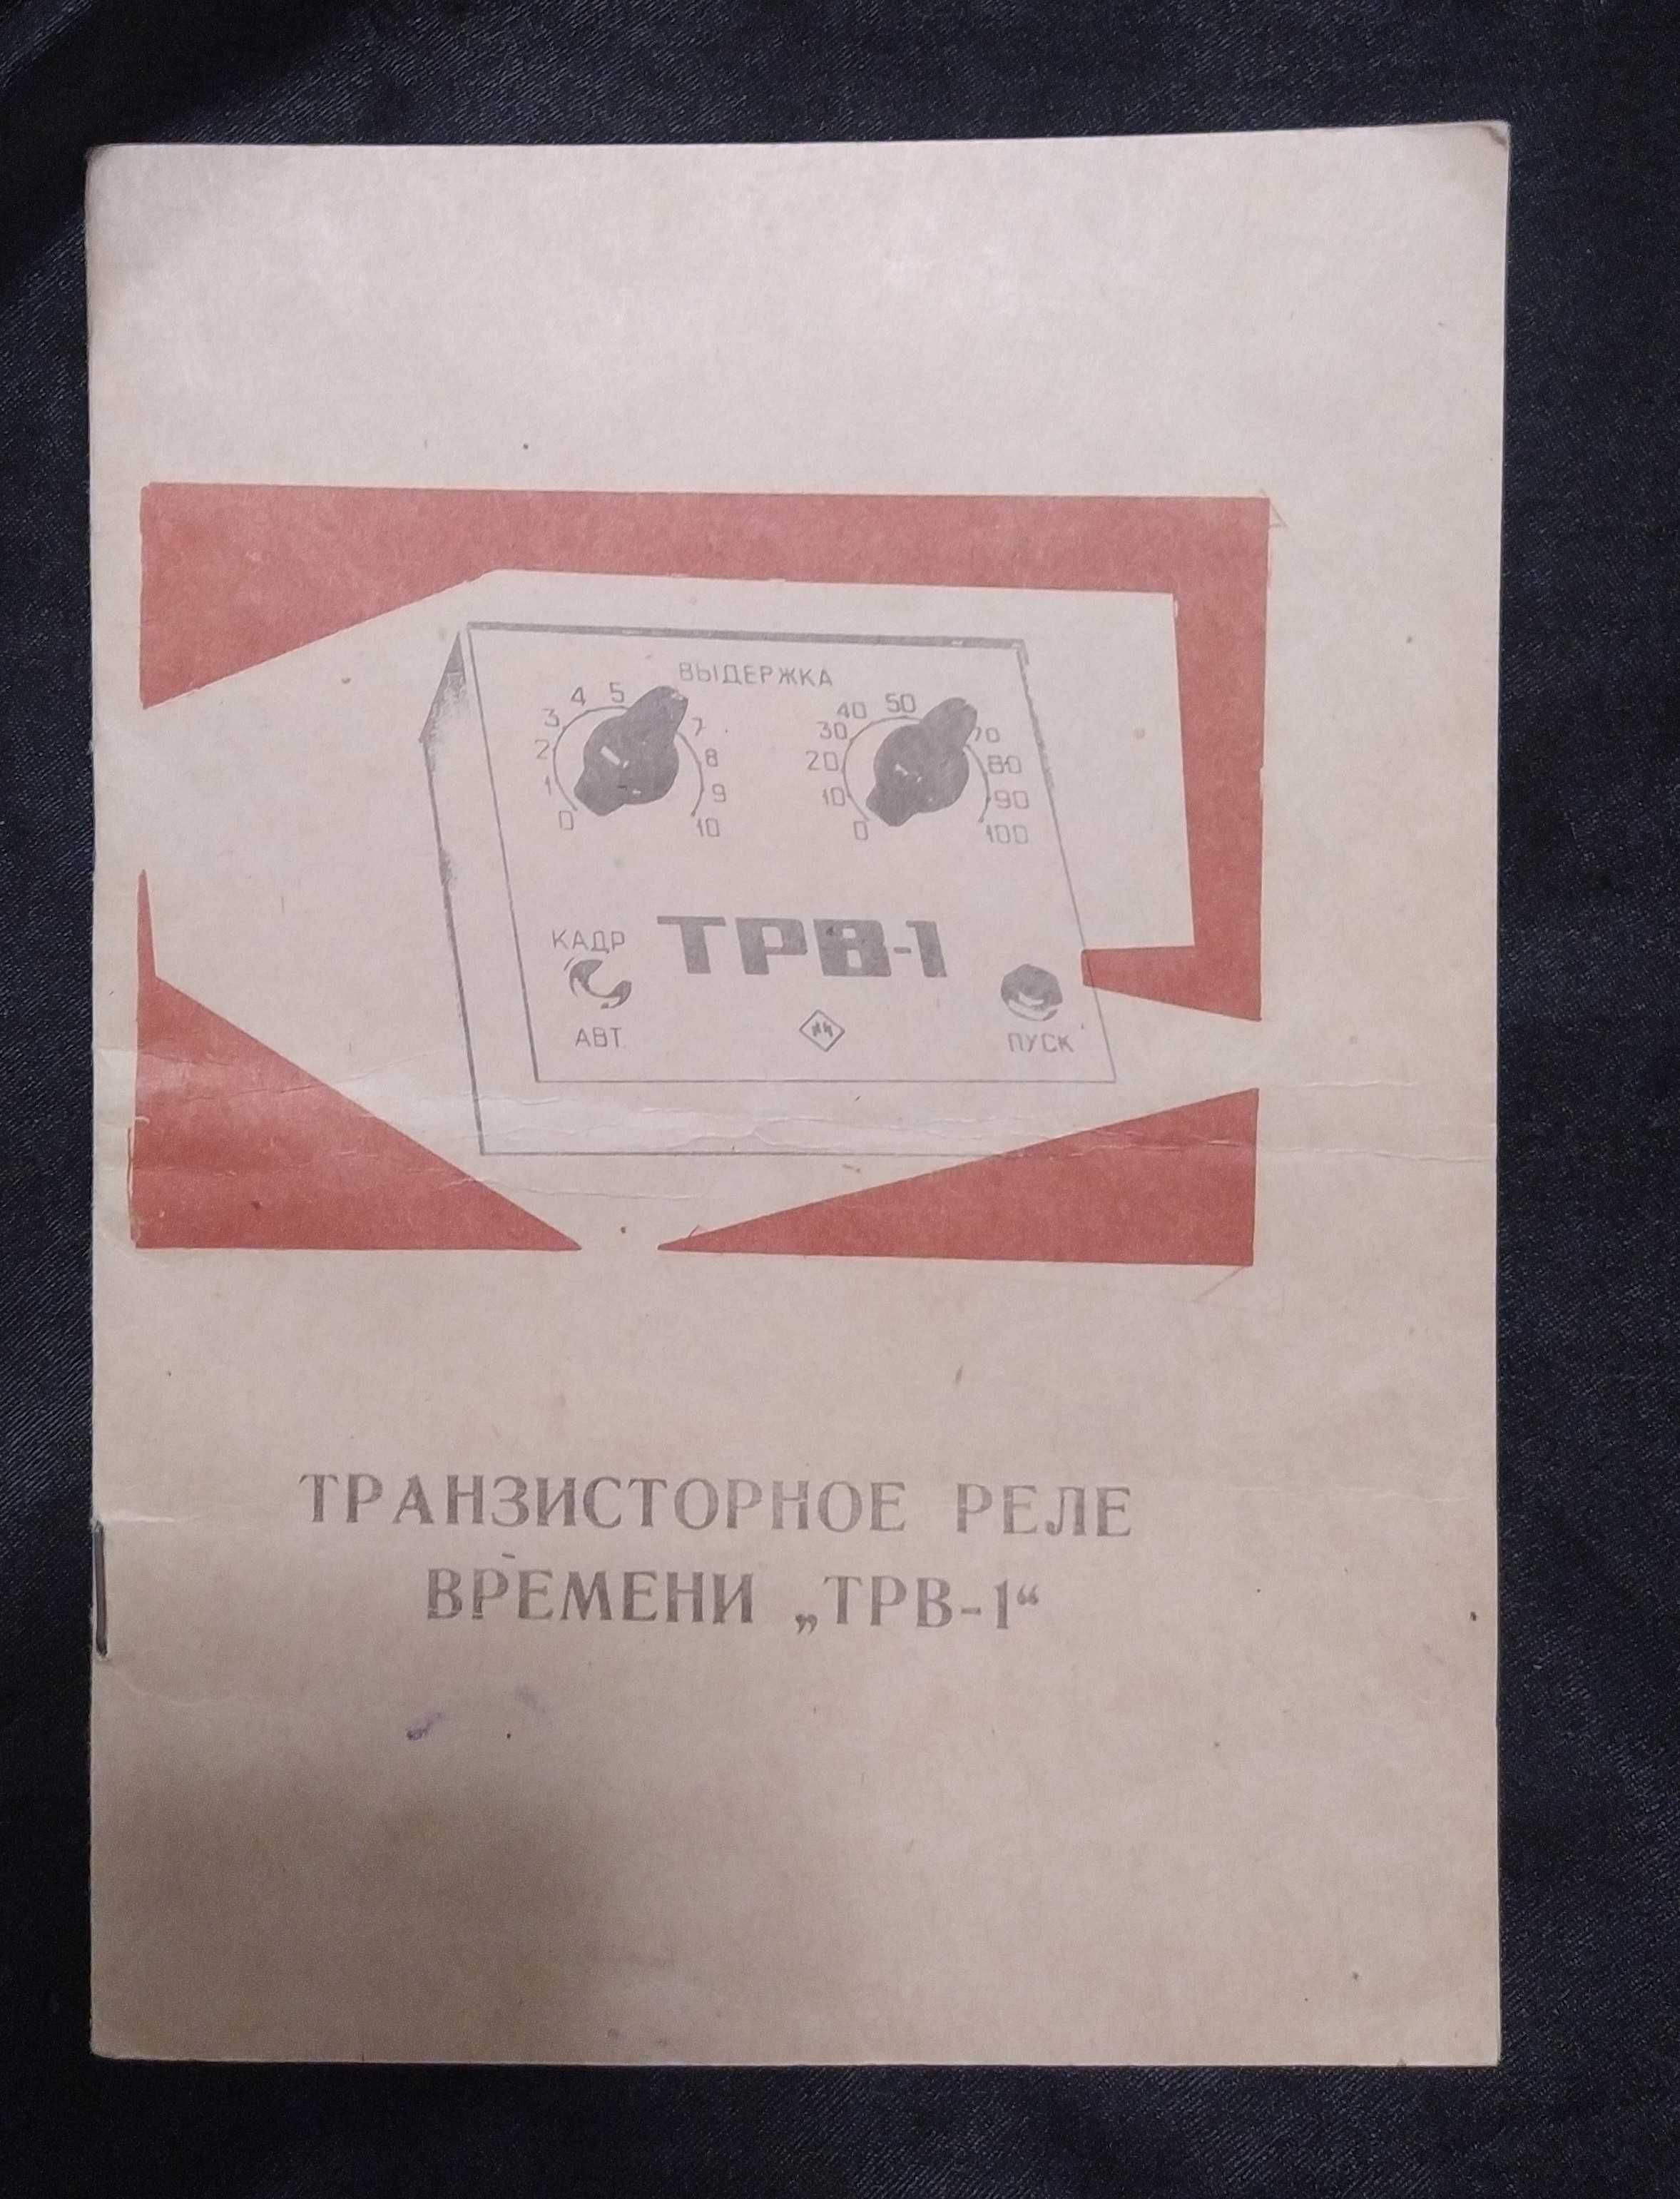 ВЫДЕРЖКА
0 1 2 3 4 5 7 8 9 10
0 10 20 30 40 50 70 80 90 100
КАДР
ТРВ-1
АВТ.
ПУСК
ТРАНЗИСТОРНОЕ РЕЛЕ
ВРЕМЕНИ „ТРВ-1“